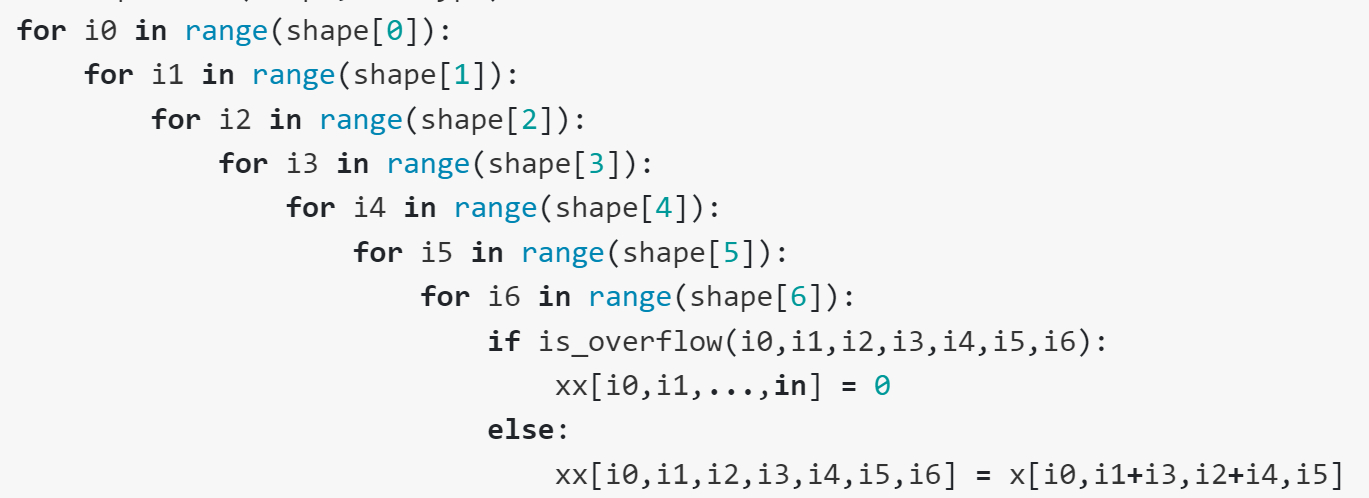 for i0 in range(shape[0]):
    for i1 in range(shape[1]):
        for i2 in range(shape[2]):
            for i3 in range(shape[3]):
                for i4 in range(shape[4]):
                    for i5 in range(shape[5]):
                        for i6 in range(shape[6]):
                            if is_overflow(i0,i1,i2,i3,i4,i5,i6):
                                xx[i0,i1,...,in] = 0
                            else:
                                xx[i0,i1,i2,i3,i4,i5,i6] = x[i0,i1+i3,i2+i4,i5]